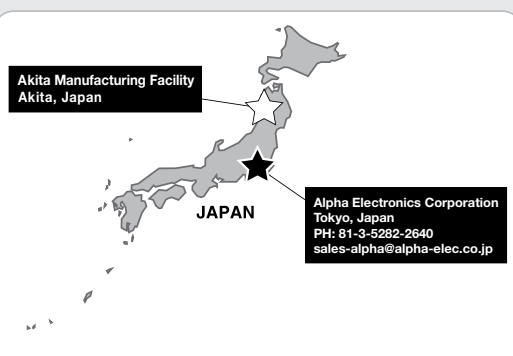 Akita Manufacturing Facility
Akita, Japan
JAPAN
Alpha Electronics Corporation
Tokyo, Japan
PH: 81-3-5282-2640
sales-alpha@alpha-elec.co.jp